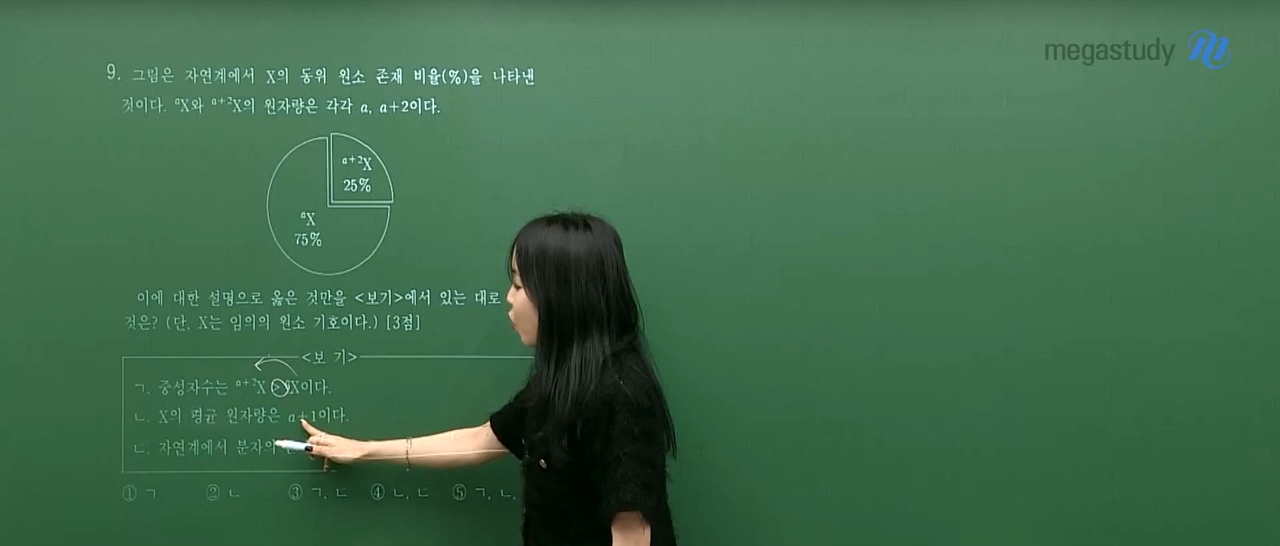 megastudy
9. 그림은 자연계에서 X의 동위 원소 존재 비율(%)을 나타낸
것이다. ᵃX와 ᵃ⁺²X의 원자량은 각각 a, a+2이다.
ᵃ⁺²X
25%
ᵃX
75%
이에 대한 설명으로 옳은 것만을 <보기>에서 있는 대로
것은? (단, X는 임의의 원소 기호이다.) [3점]
<보 기>
ㄱ. 중성자수는 ᵃ⁺²X > ᵃX이다.
ㄴ. X의 평균 원자량은 a+1이다.
ㄷ. 자연계에서 분자의
① ㄱ ② ㄴ ③ ㄱ, ㄷ ④ ㄴ, ㄷ ⑤ ㄱ, ㄴ,